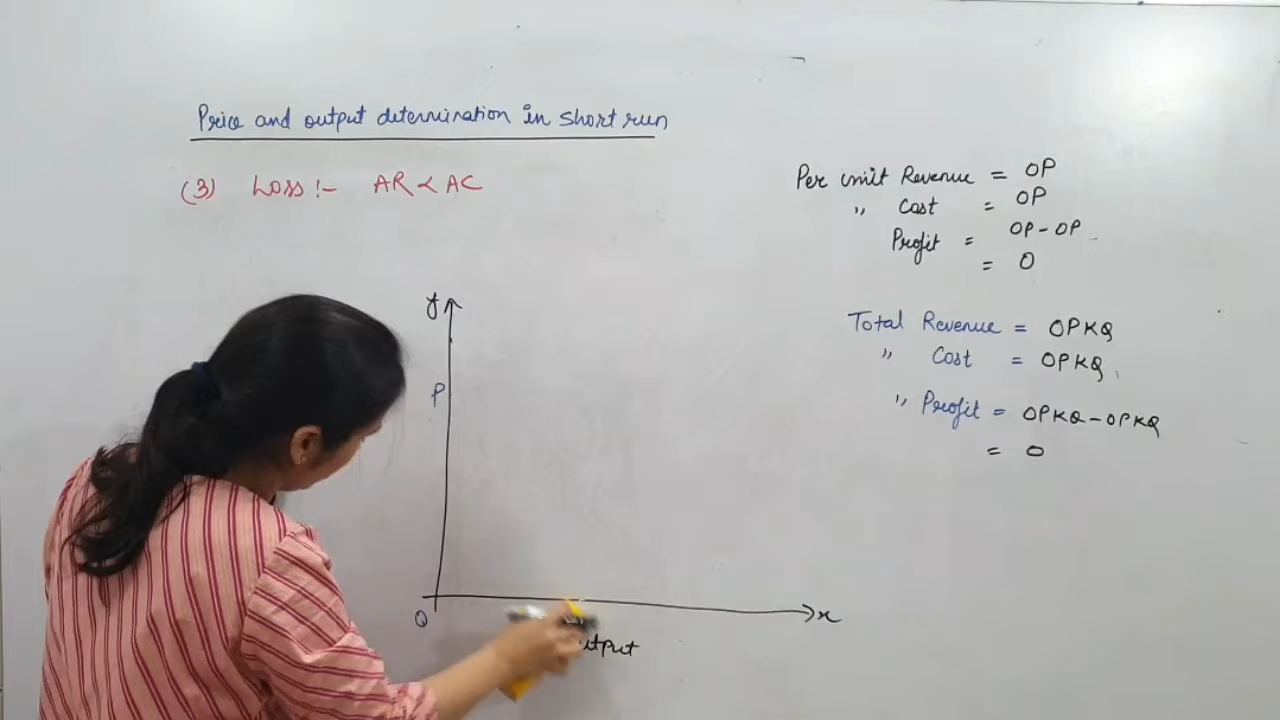 Price and output determination in short run
(3) Loss :- AR < AC
Per unit Revenue = OP
,, Cost = OP
Profit = OP - OP
= 0
Total Revenue = OPKQ
,, Cost = OPKQ
,, Profit = OPKQ - OPKQ
= 0
y
P
O
x